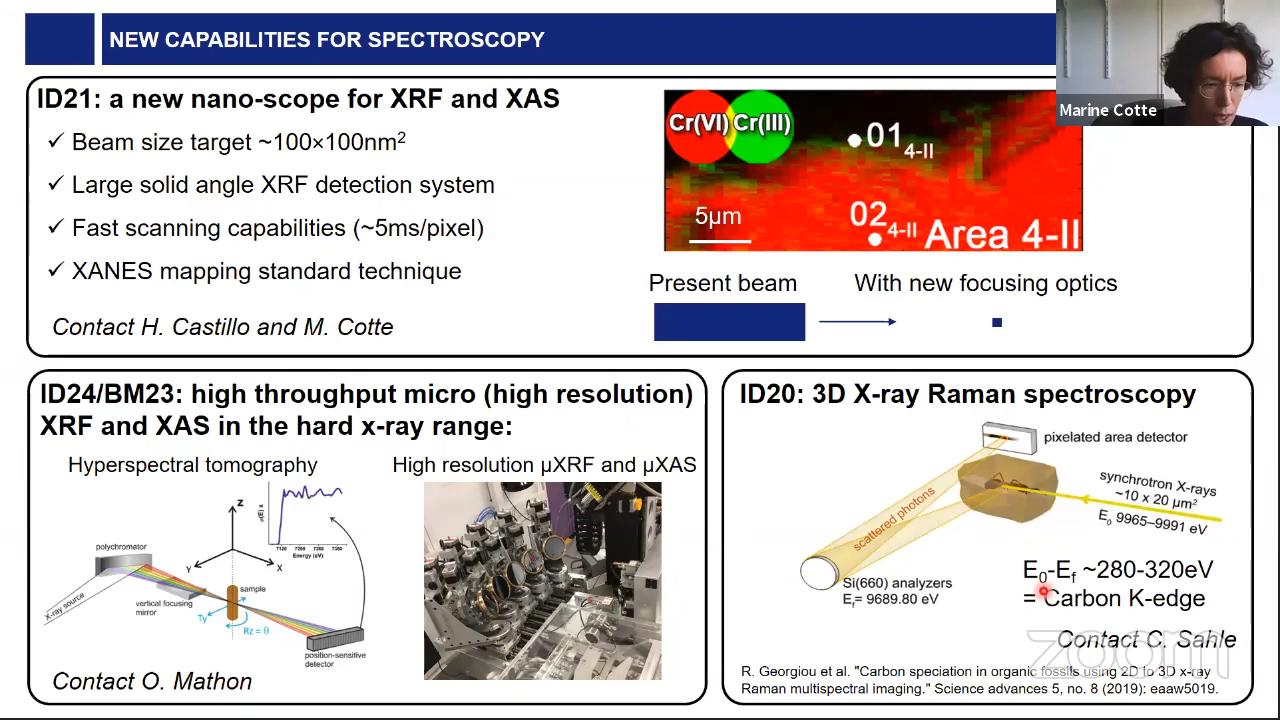 NEW CAPABILITIES FOR SPECTROSCOPY
Marine Cotte
ID21: a new nano-scope for XRF and XAS
✓ Beam size target ~100×100nm²
✓ Large solid angle XRF detection system
✓ Fast scanning capabilities (~5ms/pixel)
✓ XANES mapping standard technique
Contact H. Castillo and M. Cotte
Cr(VI) Cr(III)
01 4-II
02 4-II
5µm
Area 4-II
Present beam
With new focusing optics
ID24/BM23: high throughput micro (high resolution)
XRF and XAS in the hard x-ray range:
Hyperspectral tomography
High resolution µXRF and µXAS
µ(E) x
7120 7200 7280 7360
Energy (eV)
Z
Y
X
polychromator
X-ray source
vertical focusing
mirror
sample
Ty
Rz = θ
position-sensitive
detector
Contact O. Mathon
ID20: 3D X-ray Raman spectroscopy
pixelated area detector
synchrotron X-rays
~10 x 20 µm²
E₀ 9965–9991 eV
scattered photons
Si(660) analyzers
Ef= 9689.80 eV
E₀-Ef ~280-320eV
= Carbon K-edge
Contact C. Sahle
zoom
R. Georgiou et al. "Carbon speciation in organic fossils using 2D to 3D x-ray
Raman multispectral imaging." Science advances 5, no. 8 (2019): eaaw5019.